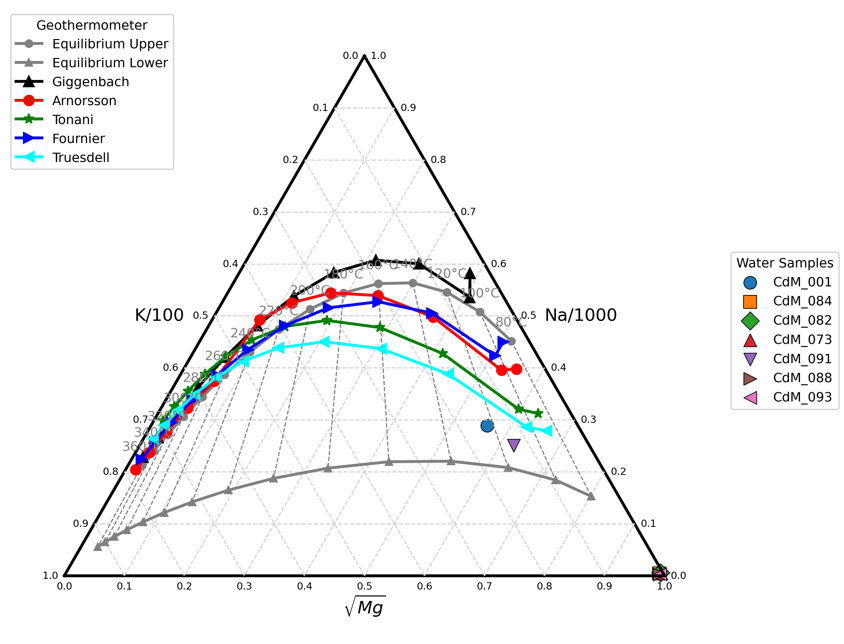 Geothermometer
Equilibrium Upper
Equilibrium Lower
Giggenbach
Arnorsson
Tonani
Fournier
Truesdell
0.0 1.0
0.1 0.9
0.2 0.8
0.3 0.7
0.4 0.6
0.5 0.5
0.6 0.4
0.7 0.3
0.8 0.2
0.9 0.1
1.0 0.0
K/100
Na/1000
180°C
160°C
140°C
120°C
100°C
80°C
200°C
220°C
0.0 0.1 0.2 0.3 0.4 0.5 0.6 0.7 0.8 0.9 1.0
√Mg
Water Samples
CdM_001
CdM_084
CdM_082
CdM_073
CdM_091
CdM_088
CdM_093